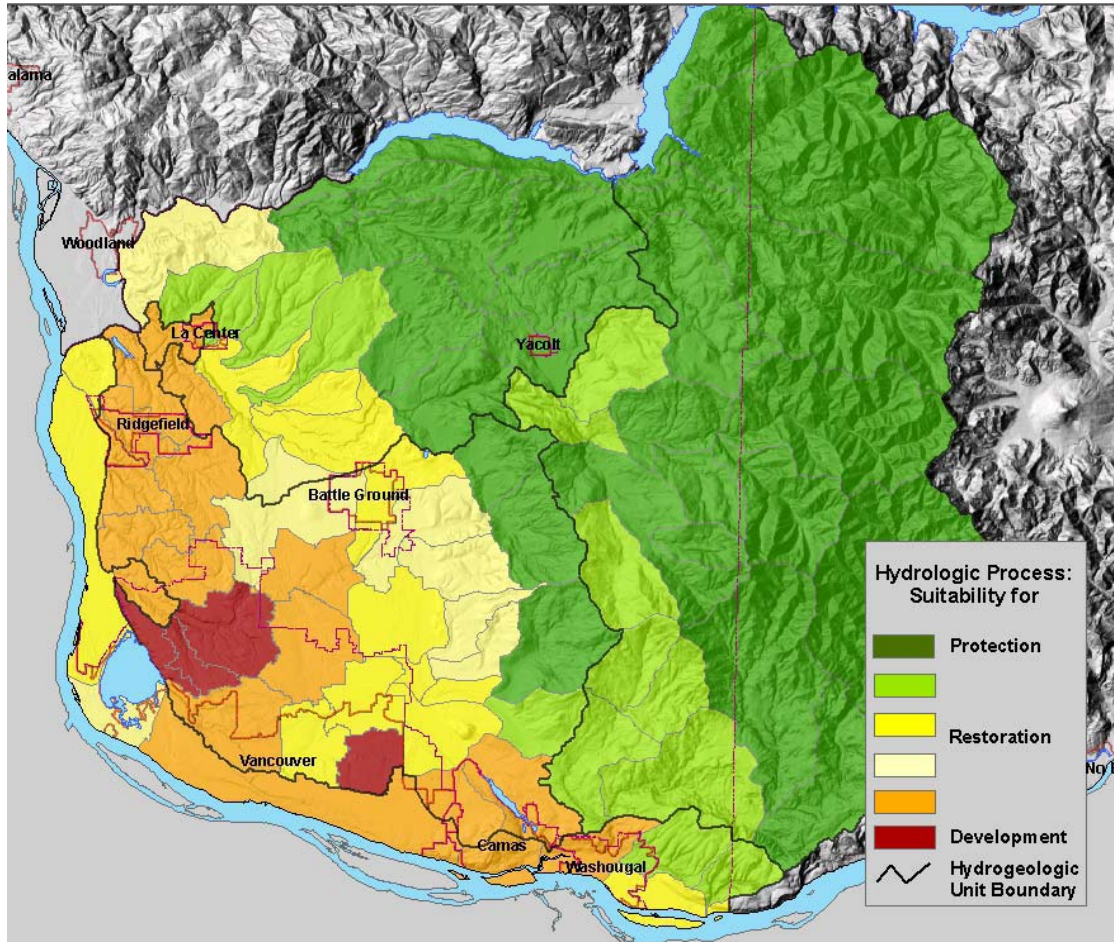 alama
Woodland
La Center
Yacolt
Ridgefield
Battle Ground
Vancouver
Camas
Washougal
Hydrologic Process:
Suitability for
Protection
Restoration
Development
Hydrogeologic
Unit Boundary